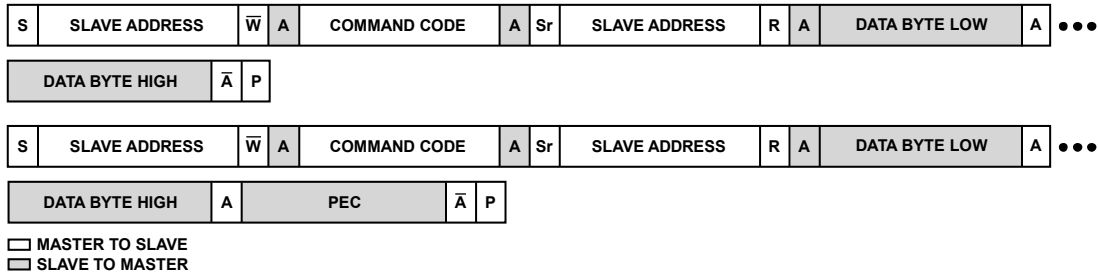 S SLAVE ADDRESS W̅ A COMMAND CODE A Sr SLAVE ADDRESS R A DATA BYTE LOW A •••
DATA BYTE HIGH A̅ P
S SLAVE ADDRESS W̅ A COMMAND CODE A Sr SLAVE ADDRESS R A DATA BYTE LOW A •••
DATA BYTE HIGH A PEC A̅ P
MASTER TO SLAVE
SLAVE TO MASTER